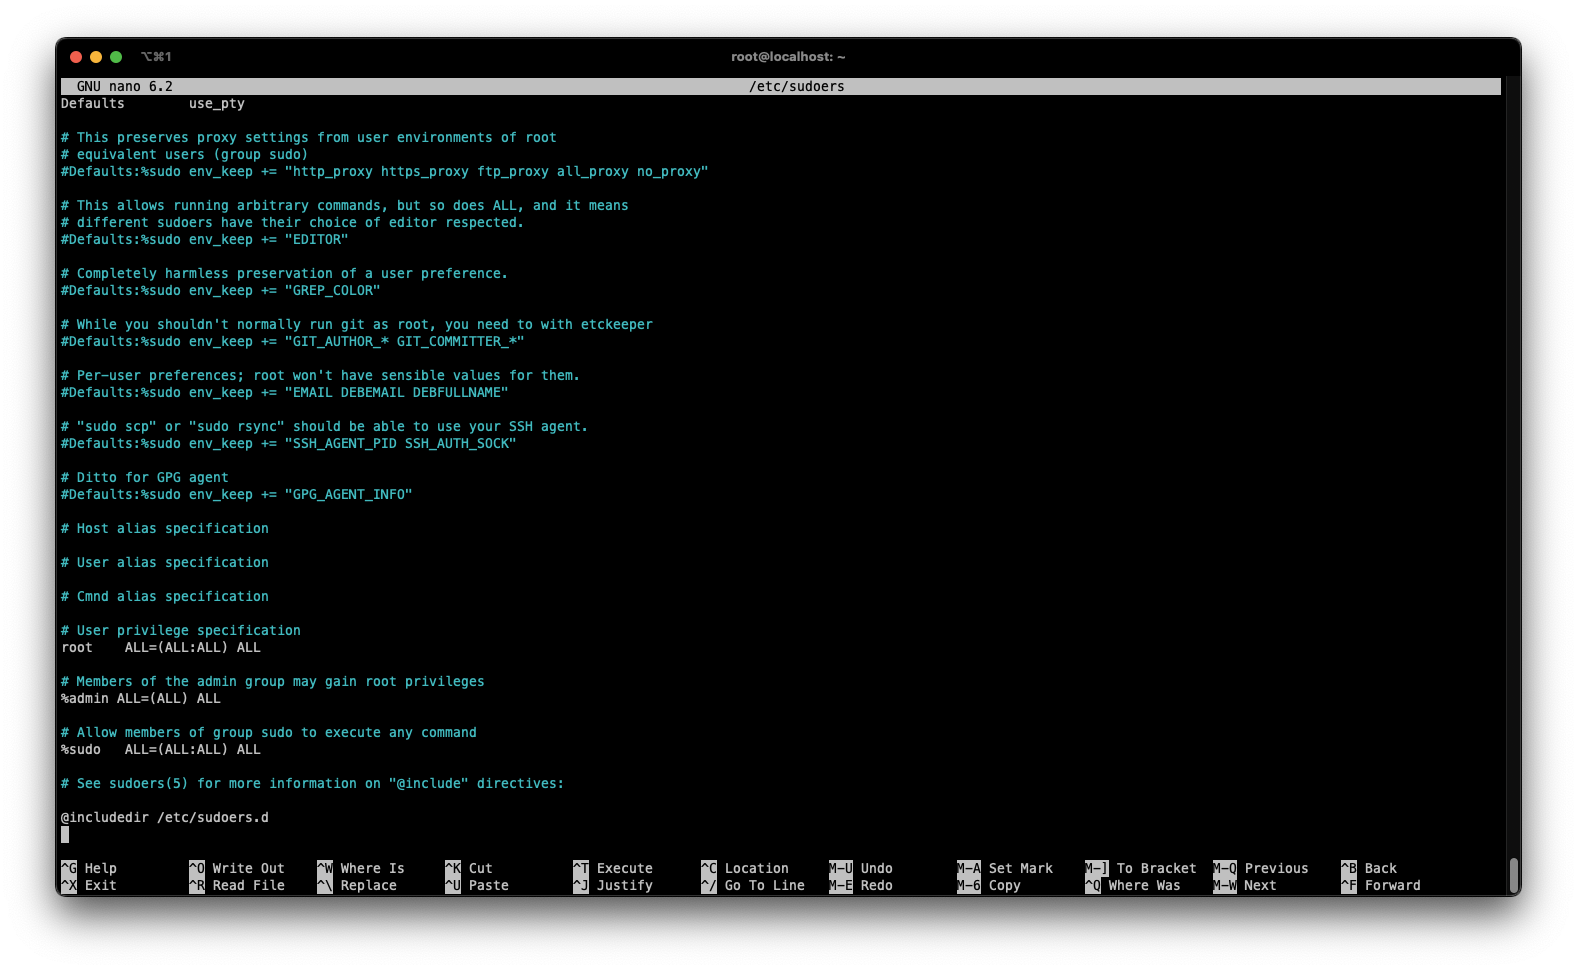 ⌥⌘1 root@localhost: ~
GNU nano 6.2 /etc/sudoers
Defaults        use_pty

# This preserves proxy settings from user environments of root
# equivalent users (group sudo)
#Defaults:%sudo env_keep += "http_proxy https_proxy ftp_proxy all_proxy no_proxy"

# This allows running arbitrary commands, but so does ALL, and it means
# different sudoers have their choice of editor respected.
#Defaults:%sudo env_keep += "EDITOR"

# Completely harmless preservation of a user preference.
#Defaults:%sudo env_keep += "GREP_COLOR"

# While you shouldn't normally run git as root, you need to with etckeeper
#Defaults:%sudo env_keep += "GIT_AUTHOR_* GIT_COMMITTER_*"

# Per-user preferences; root won't have sensible values for them.
#Defaults:%sudo env_keep += "EMAIL DEBEMAIL DEBFULLNAME"

# "sudo scp" or "sudo rsync" should be able to use your SSH agent.
#Defaults:%sudo env_keep += "SSH_AGENT_PID SSH_AUTH_SOCK"

# Ditto for GPG agent
#Defaults:%sudo env_keep += "GPG_AGENT_INFO"

# Host alias specification

# User alias specification

# Cmnd alias specification

# User privilege specification
root    ALL=(ALL:ALL) ALL

# Members of the admin group may gain root privileges
%admin ALL=(ALL) ALL

# Allow members of group sudo to execute any command
%sudo   ALL=(ALL:ALL) ALL

# See sudoers(5) for more information on "@include" directives:

@includedir /etc/sudoers.d

^G Help ^O Write Out ^W Where Is ^K Cut ^T Execute ^C Location M-U Undo M-A Set Mark M-] To Bracket M-Q Previous ^B Back
^X Exit ^R Read File ^\ Replace ^U Paste ^J Justify ^/ Go To Line M-E Redo M-6 Copy ^Q Where Was M-W Next ^F Forward